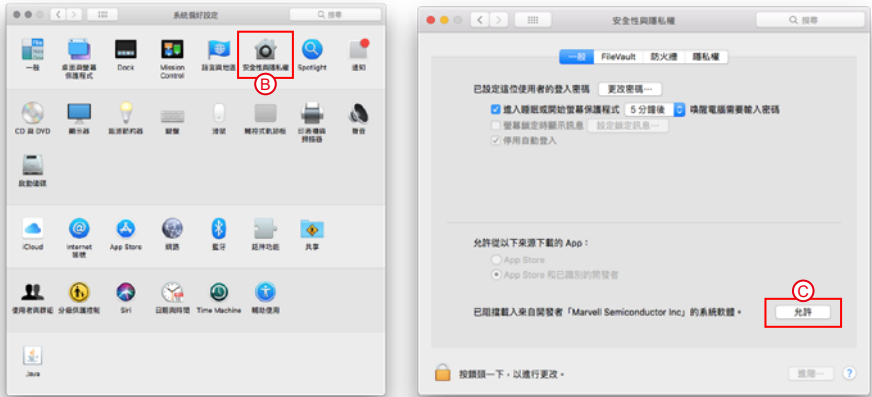 系統偏好設定
搜尋
一般
桌面與螢幕
保護程式
Dock
Mission
Control
語言與地區
安全性與隱私權
Spotlight
通知
B
CD 與 DVD
顯示器
能源節約器
鍵盤
滑鼠
觸控式軌跡板
印表機與
掃描器
聲音
啟動磁碟
iCloud
Internet
帳號
App Store
網路
藍牙
延伸功能
共享
使用者與群組
分級保護控制
Siri
日期與時間
Time Machine
輔助使用
Java
安全性與隱私權
搜尋
一般
FileVault
防火牆
隱私權
已設定這位使用者的登入密碼
更改密碼⋯
進入睡眠或開始螢幕保護程式 5 分鐘後 喚醒電腦需要輸入密碼
螢幕鎖定時顯示訊息 設定鎖定訊息⋯
停用自動登入
允許從以下來源下載的 App：
App Store
App Store 和已識別的開發者
C
已阻擋載入來自開發者「Marvell Semiconductor Inc」的系統軟體。
允許
按鎖頭一下，以進行更改。
進階⋯
?